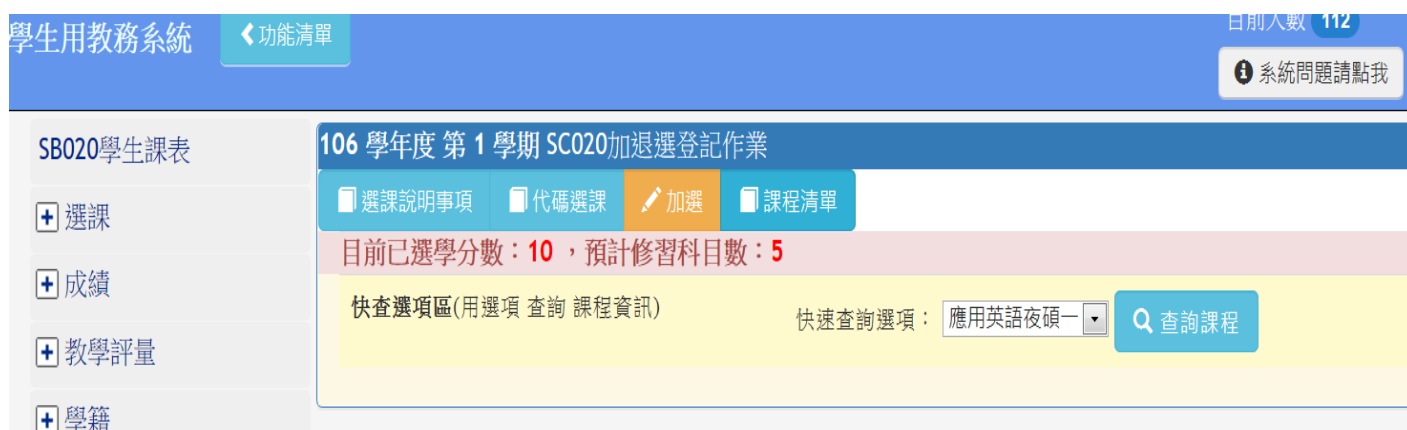 學生用教務系統
功能清單
目前人數 112
系統問題請點我
SB020學生課表
選課
成績
教學評量
學籍
106 學年度 第 1 學期 SC020加退選登記作業
選課說明事項
代碼選課
加選
課程清單
目前已選學分數：10 ，預計修習科目數：5
快查選項區(用選項 查詢 課程資訊)
快速查詢選項： 應用英語夜碩一 查詢課程